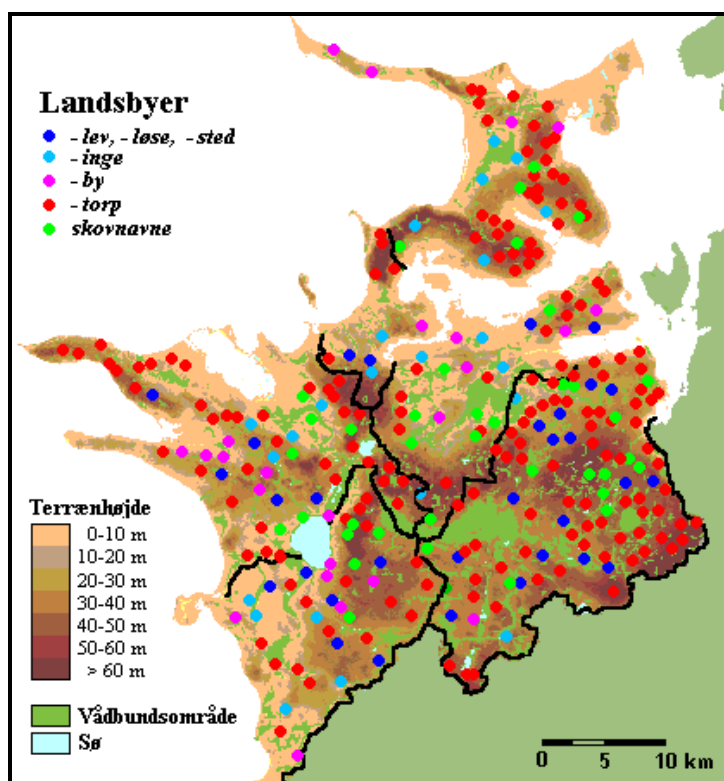 Landsbyer
- lev, - løse, - sted
- inge
- by
- torp
skovnavne
Terrænhøjde
0-10 m
10-20 m
20-30 m
30-40 m
40-50 m
50-60 m
> 60 m
Vådbundsområde
Sø
0 5 10 km